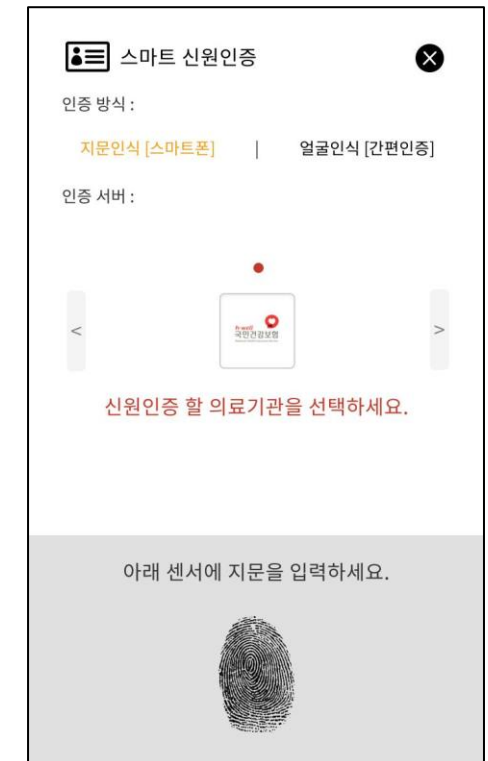 스마트 신원인증
인증 방식 :
지문인식 [스마트폰] | 얼굴인식 [간편인증]
인증 서버 :
< >
h·well
국민건강보험
신원인증 할 의료기관을 선택하세요.
아래 센서에 지문을 입력하세요.